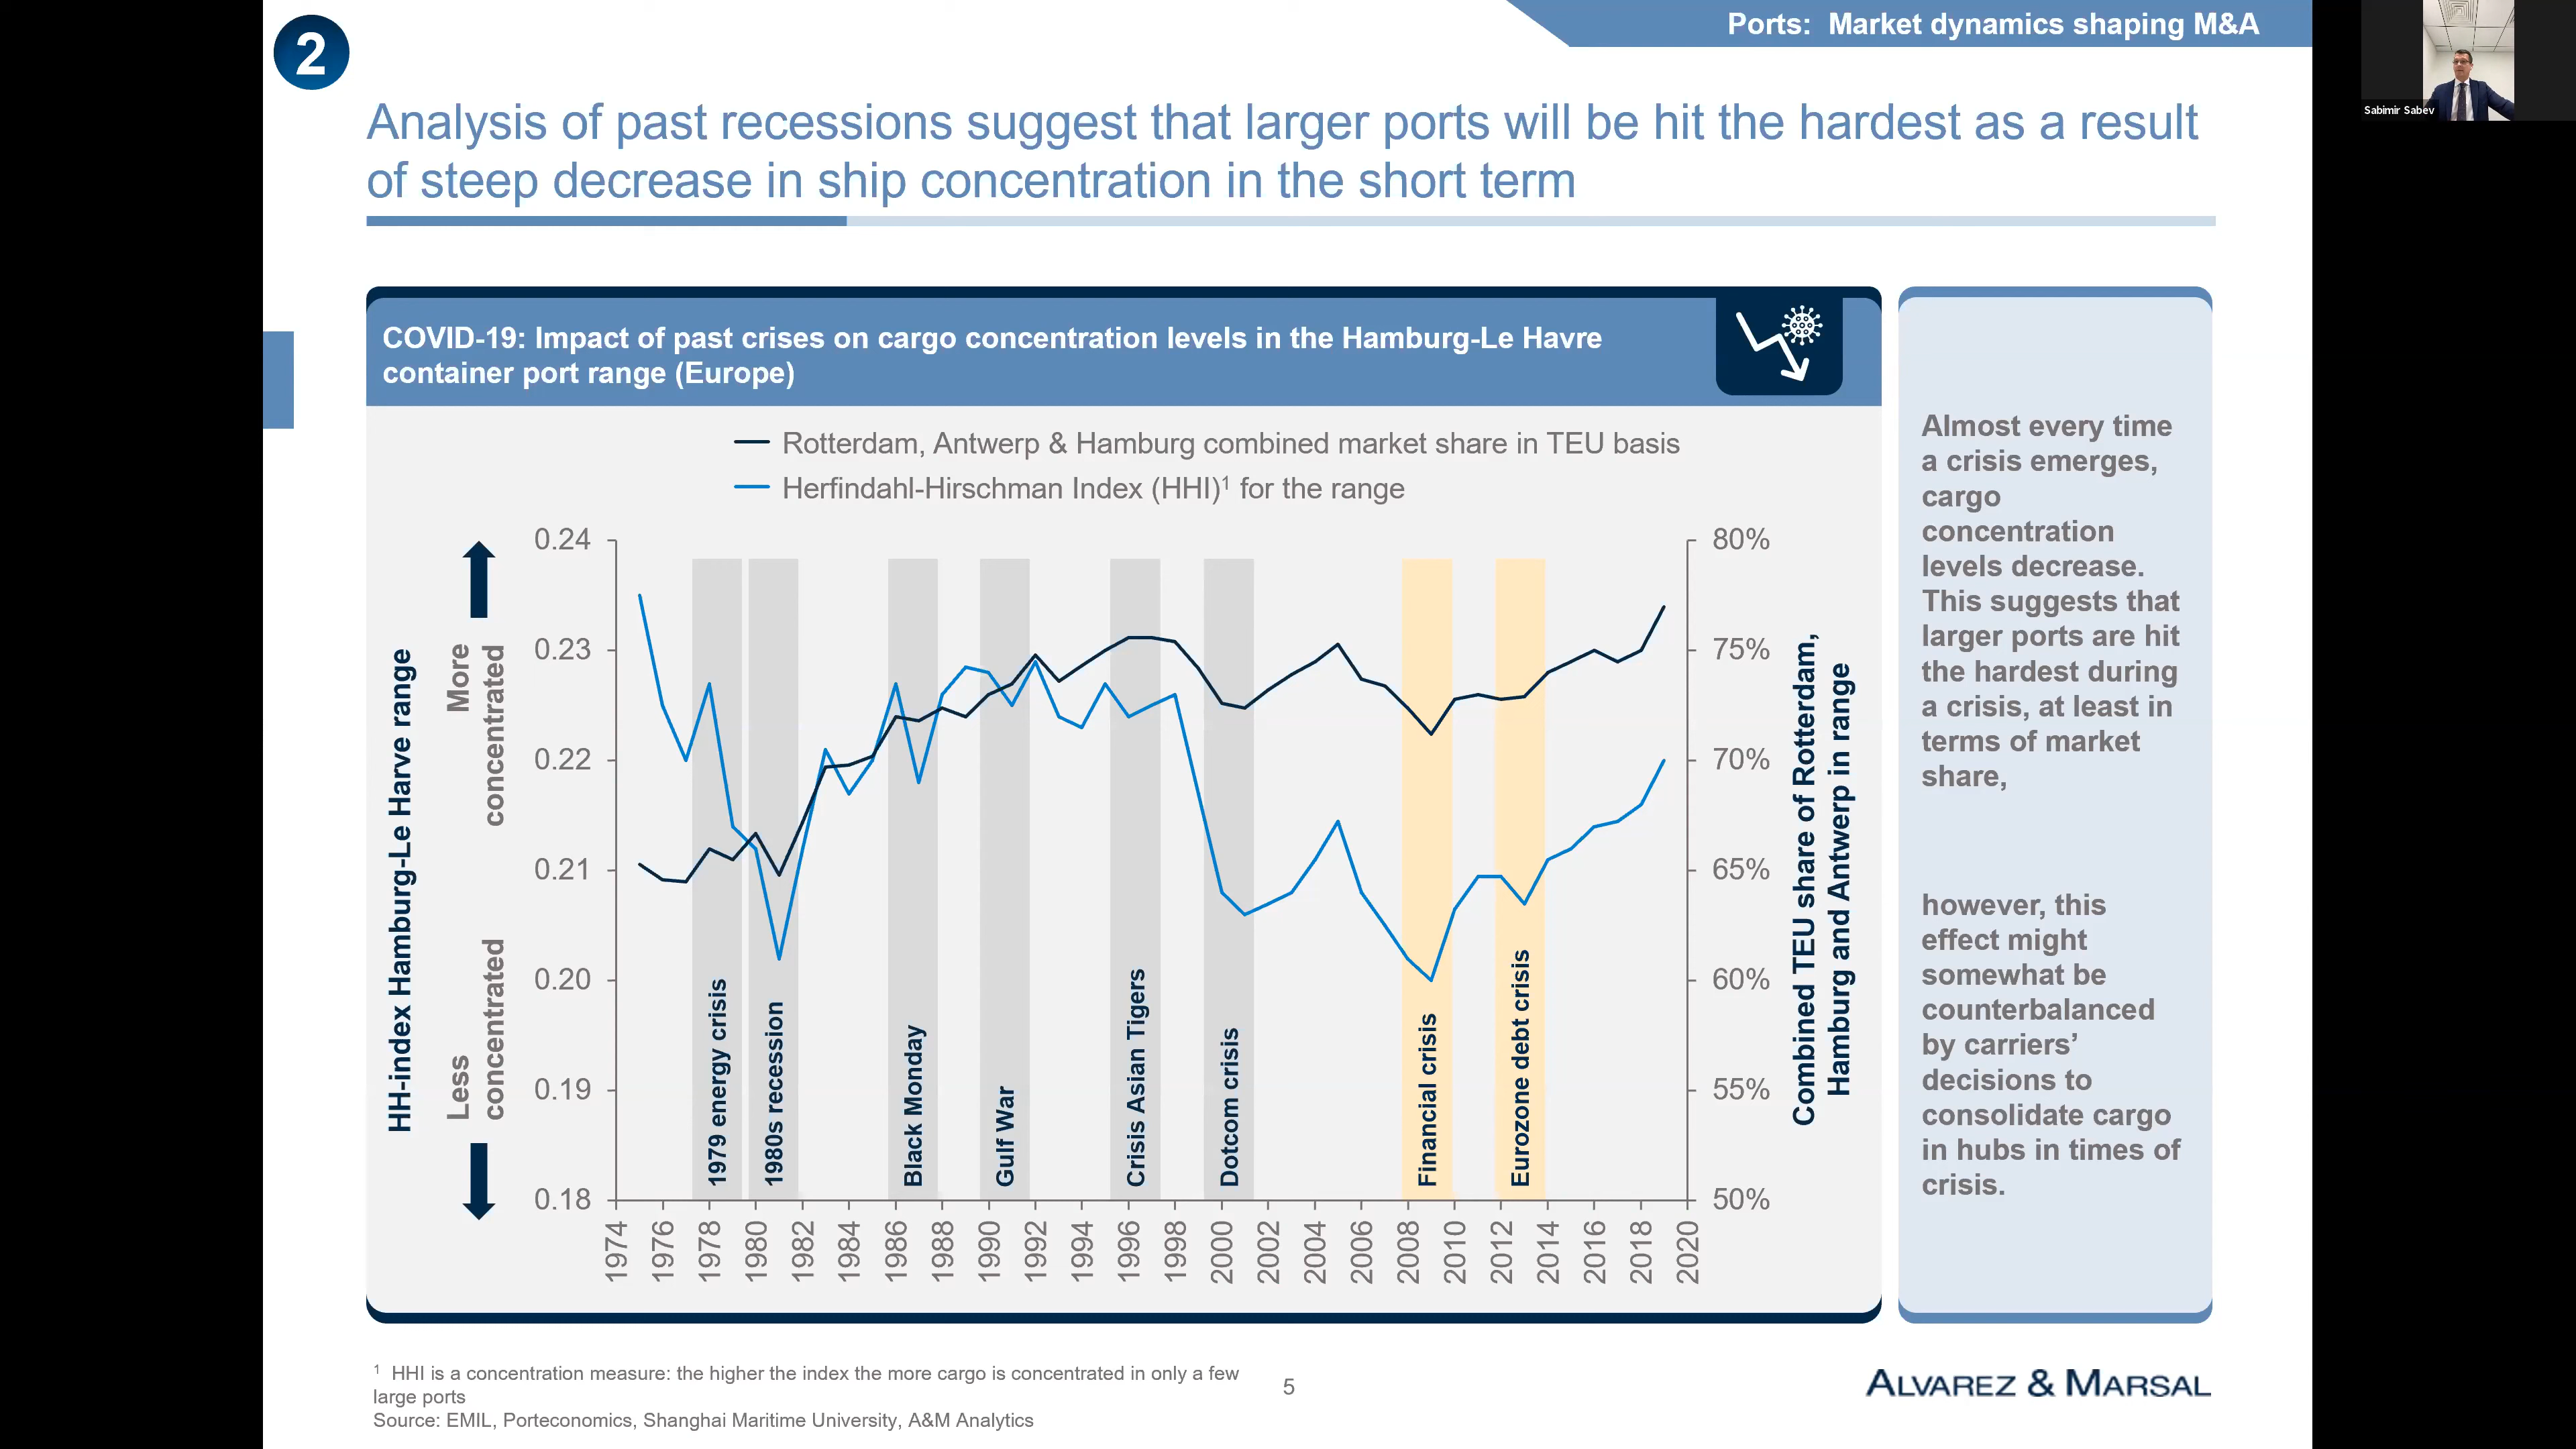 2
Ports: Market dynamics shaping M&A
Sabimir Sabev
Analysis of past recessions suggest that larger ports will be hit the hardest as a result
of steep decrease in ship concentration in the short term
COVID-19: Impact of past crises on cargo concentration levels in the Hamburg-Le Havre
container port range (Europe)
Rotterdam, Antwerp & Hamburg combined market share in TEU basis
Herfindahl-Hirschman Index (HHI)¹ for the range
HH-index Hamburg-Le Harve range
More
concentrated
Less
concentrated
0.24
0.23
0.22
0.21
0.20
0.19
0.18
1979 energy crisis
1980s recession
Black Monday
Gulf War
Crisis Asian Tigers
Dotcom crisis
Financial crisis
Eurozone debt crisis
80%
75%
70%
65%
60%
55%
50%
Combined TEU share of Rotterdam,
Hamburg and Antwerp in range
1974
1976
1978
1980
1982
1984
1986
1988
1990
1992
1994
1996
1998
2000
2002
2004
2006
2008
2010
2012
2014
2016
2018
2020
Almost every time
a crisis emerges,
cargo
concentration
levels decrease.
This suggests that
larger ports are hit
the hardest during
a crisis, at least in
terms of market
share,
however, this
effect might
somewhat be
counterbalanced
by carriers’
decisions to
consolidate cargo
in hubs in times of
crisis.
¹ HHI is a concentration measure: the higher the index the more cargo is concentrated in only a few
large ports
Source: EMIL, Porteconomics, Shanghai Maritime University, A&M Analytics
5
ALVAREZ & MARSAL